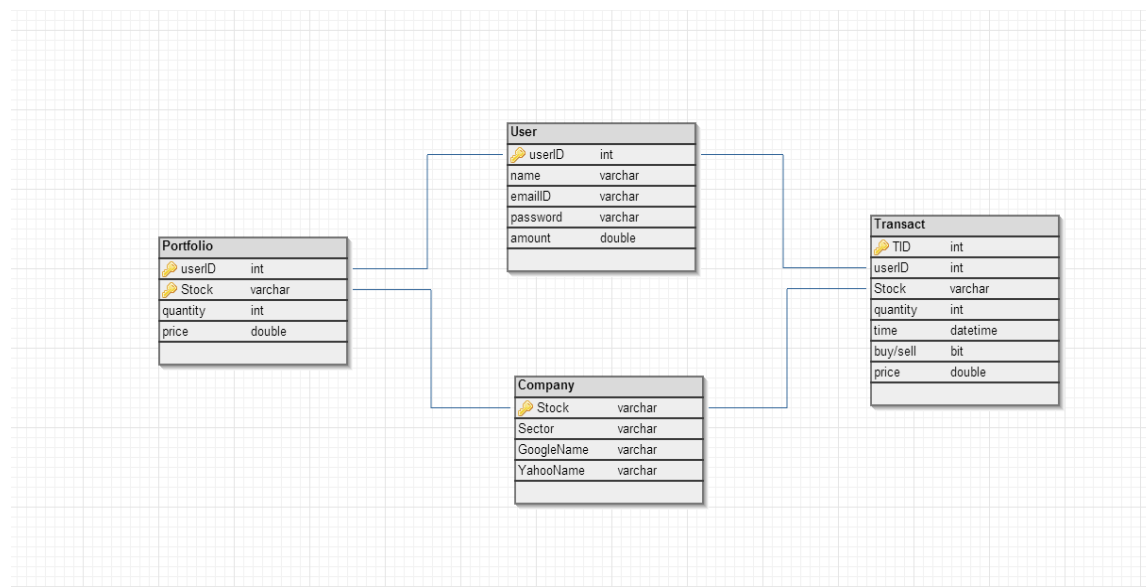 User
userID int
name varchar
emailID varchar
password varchar
amount double
Portfolio
userID int
Stock varchar
quantity int
price double
Transact
TID int
userID int
Stock varchar
quantity int
time datetime
buy/sell bit
price double
Company
Stock varchar
Sector varchar
GoogleName varchar
YahooName varchar